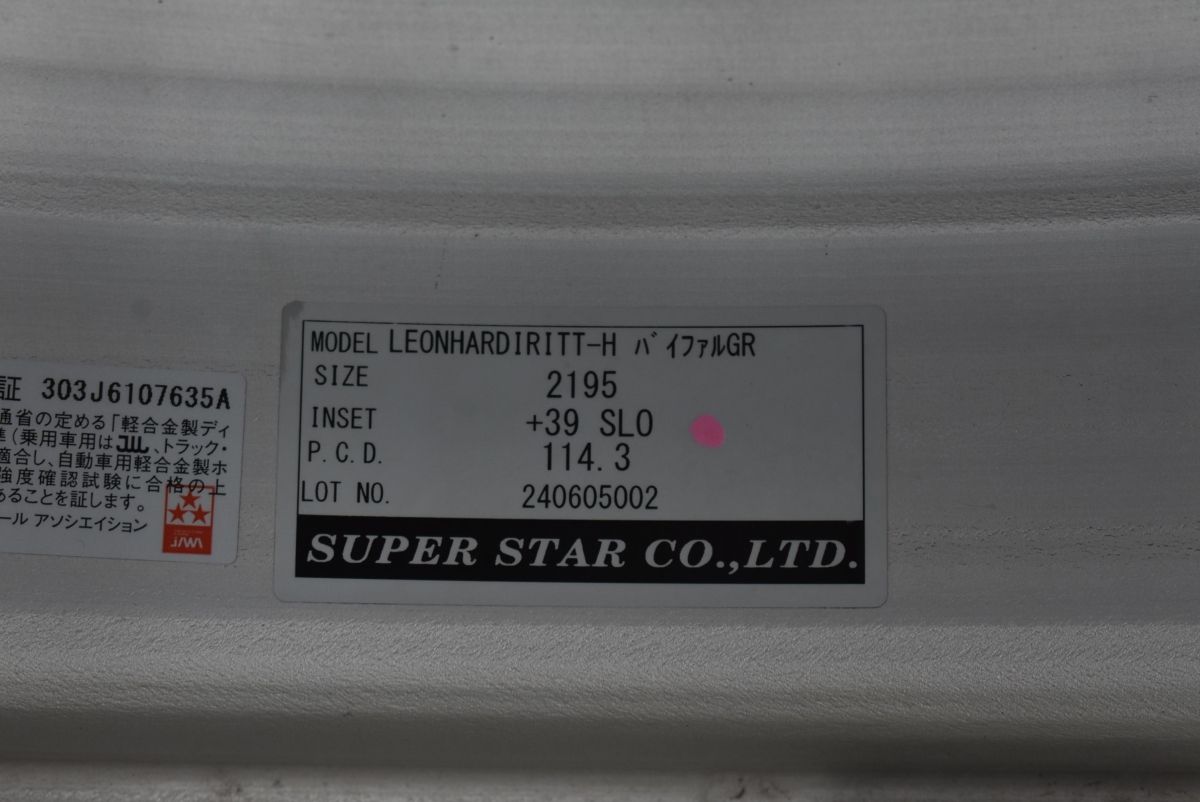 MODEL LEONHARDIRITT-H バイファルGR
SIZE 2195
INSET +39 SLO
P.C.D. 114.3
LOT NO. 240605002
SUPER STAR CO.,LTD.
証 303J6107635A
通省の定める「軽合金製ディ
準(乗用車用はJWL、トラック・
適合し、自動車用軽合金製ホ
強度確認試験に合格の上
あることを証します。
ール アソシエイション
JAWA